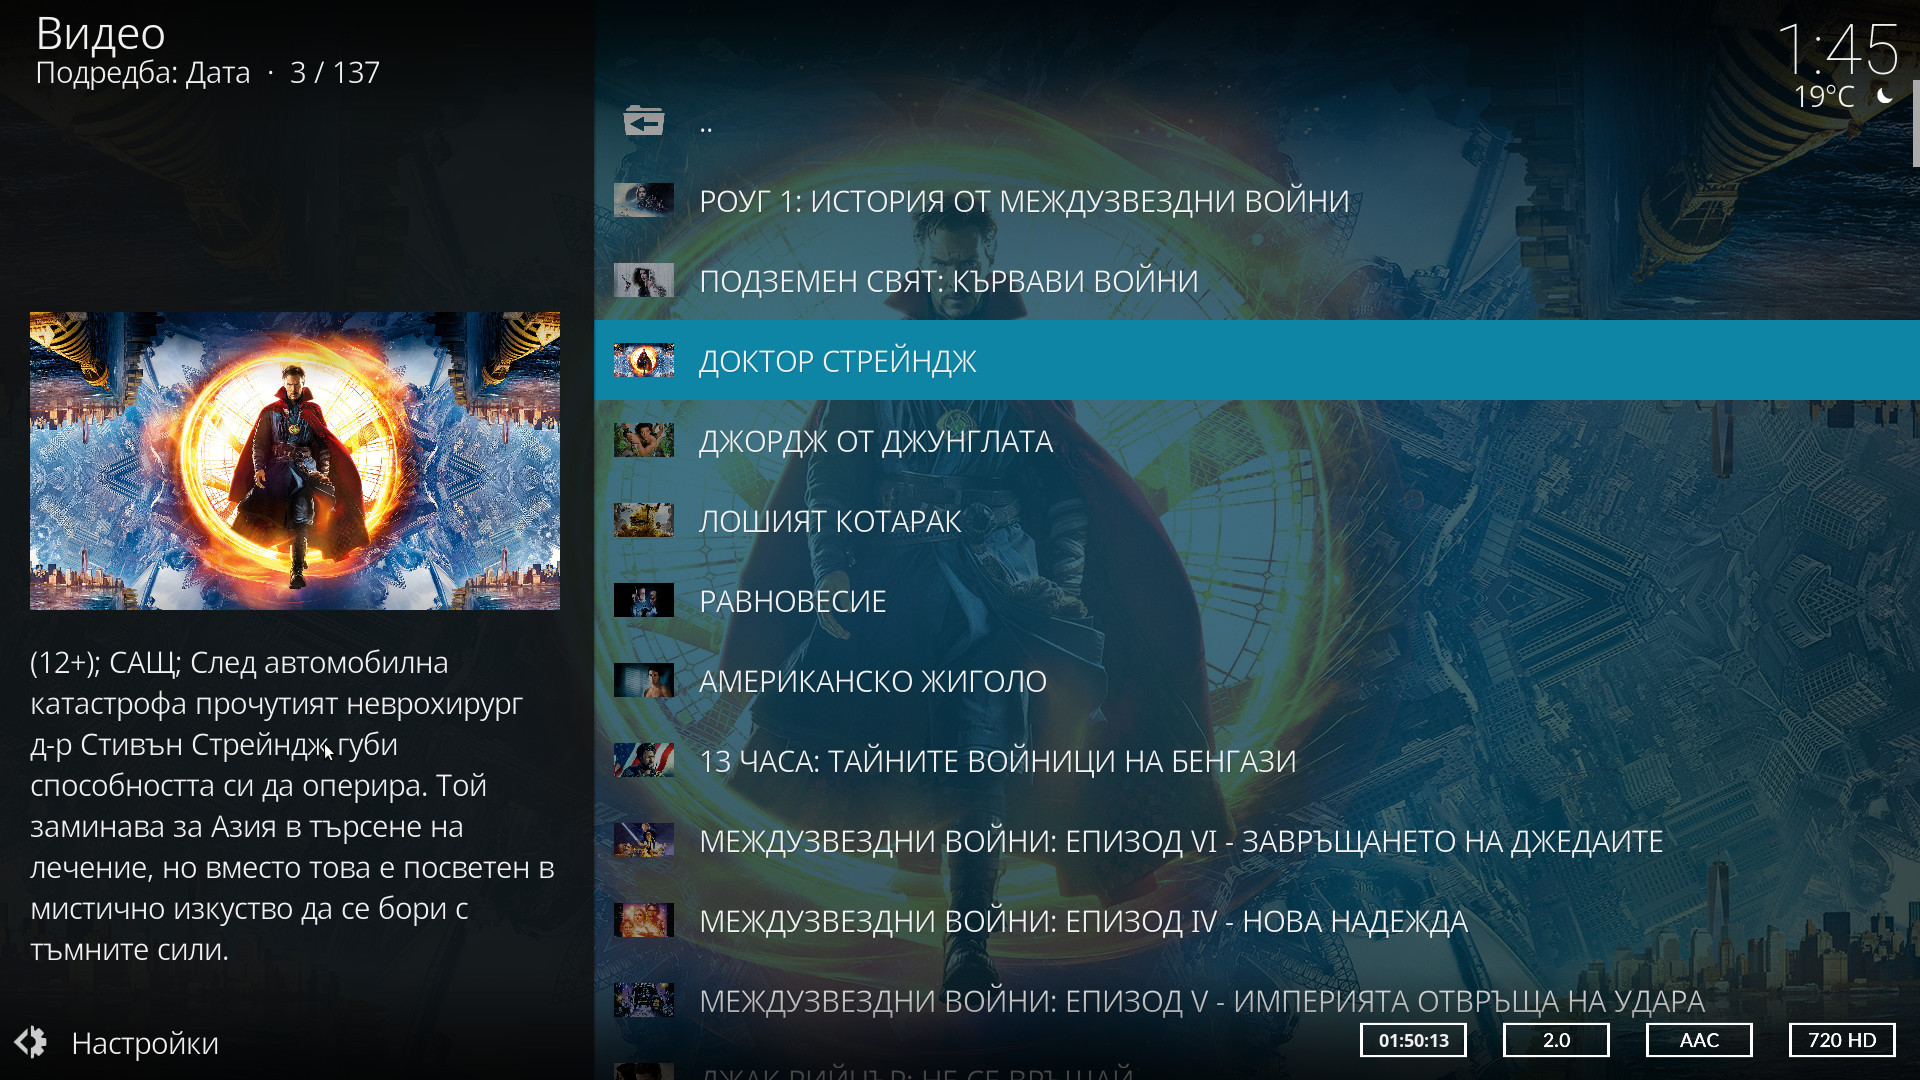 Видео
Подредба: Дата · 3 / 137
1:45
19°C
..
РОУГ 1: ИСТОРИЯ ОТ МЕЖДУЗВЕЗДНИ ВОЙНИ
ПОДЗЕМЕН СВЯТ: КЪРВАВИ ВОЙНИ
ДОКТОР СТРЕЙНДЖ
ДЖОРДЖ ОТ ДЖУНГЛАТА
ЛОШИЯТ КОТАРАК
РАВНОВЕСИЕ
АМЕРИКАНСКО ЖИГОЛО
13 ЧАСА: ТАЙНИТЕ ВОЙНИЦИ НА БЕНГАЗИ
МЕЖДУЗВЕЗДНИ ВОЙНИ: ЕПИЗОД VI - ЗАВРЪЩАНЕТО НА ДЖЕДАИТЕ
МЕЖДУЗВЕЗДНИ ВОЙНИ: ЕПИЗОД IV - НОВА НАДЕЖДА
МЕЖДУЗВЕЗДНИ ВОЙНИ: ЕПИЗОД V - ИМПЕРИЯТА ОТВРЪЩА НА УДАРА
ДЖАК РИЙЧЪР: НЕ СЕ ВРЪЩАЙ
(12+); САЩ; След автомобилна
катастрофа прочутият неврохирург
д-р Стивън Стрейндж губи
способността си да оперира. Той
заминава за Азия в търсене на
лечение, но вместо това е посветен в
мистично изкуство да се бори с
тъмните сили.
Настройки
01:50:13
2.0
AAC
720 HD